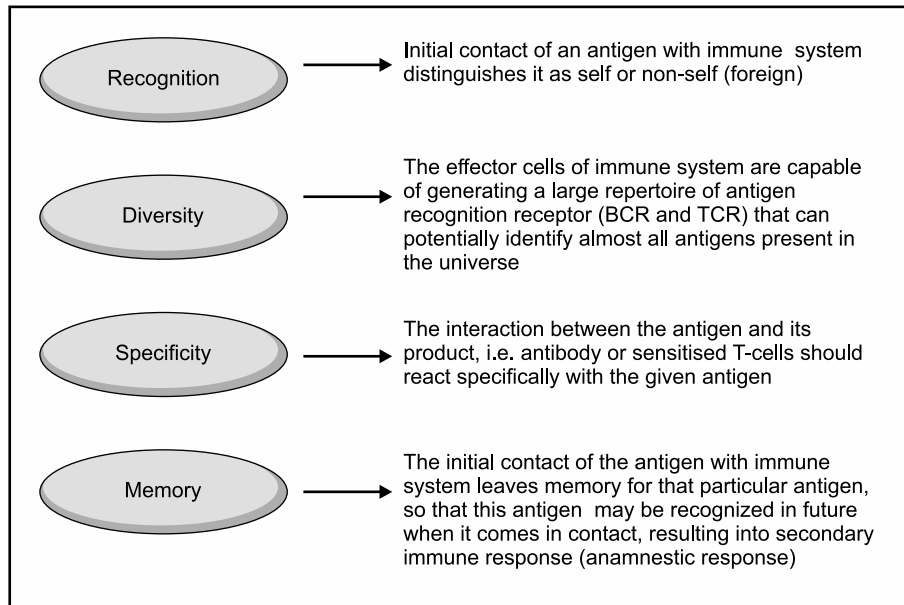 Recognition
Initial contact of an antigen with immune system
distinguishes it as self or non-self (foreign)
Diversity
The effector cells of immune system are capable
of generating a large repertoire of antigen
recognition receptor (BCR and TCR) that can
potentially identify almost all antigens present in
the universe
Specificity
The interaction between the antigen and its
product, i.e. antibody or sensitised T-cells should
react specifically with the given antigen
Memory
The initial contact of the antigen with immune
system leaves memory for that particular antigen,
so that this antigen may be recognized in future
when it comes in contact, resulting into secondary
immune response (anamnestic response)